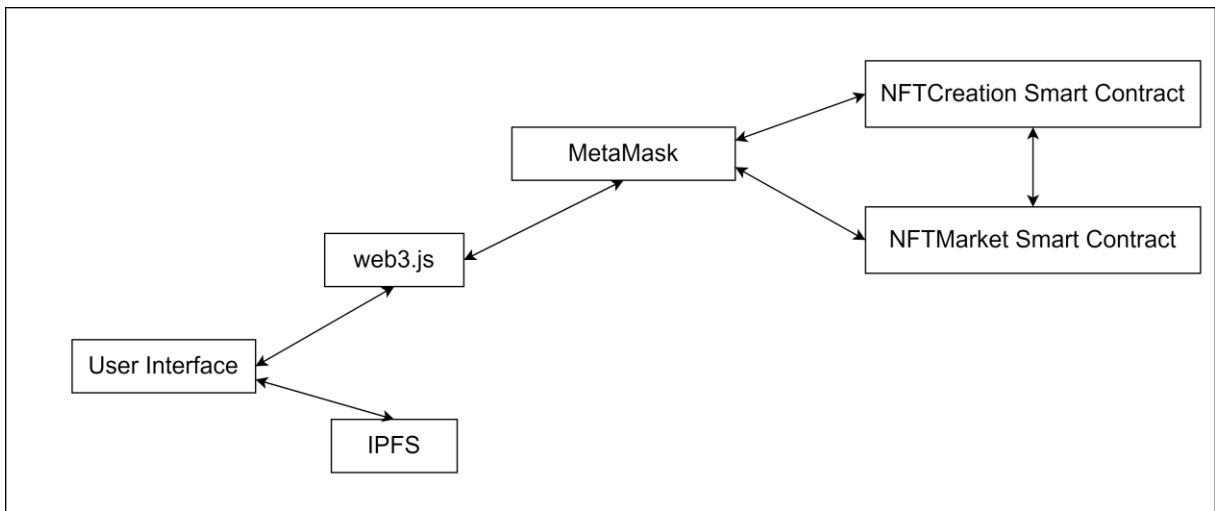 NFTCreation Smart Contract
MetaMask
NFTMarket Smart Contract
web3.js
User Interface
IPFS